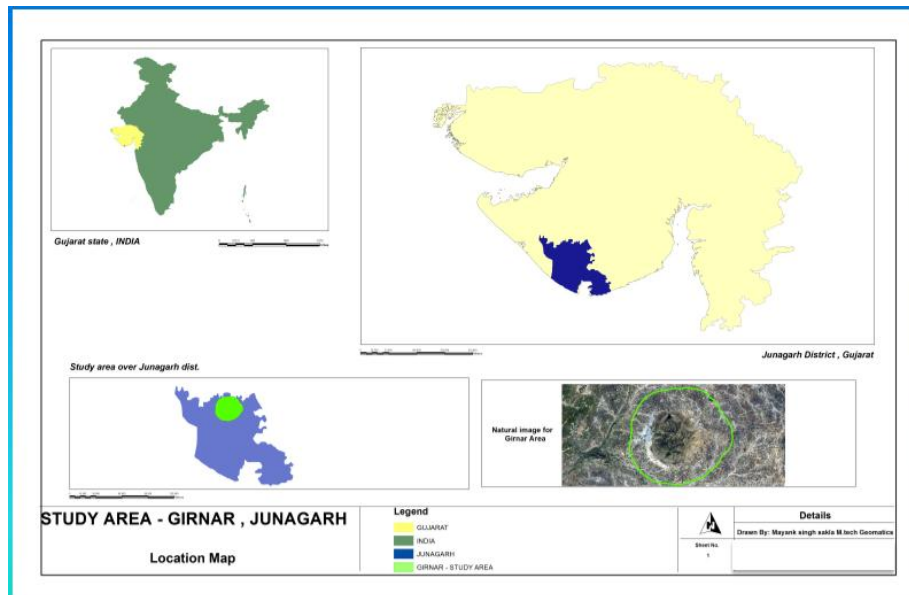 Gujarat state , INDIA
Junagarh District , Gujarat
Study area over Junagarh dist.
Natural image for
Girnar Area
STUDY AREA - GIRNAR , JUNAGARH
Location Map
Legend
GUJARAT
INDIA
JUNAGARH
GIRNAR - STUDY AREA
Sheet No.
1
Details
Drawn By: Mayank singh sakla M.tech Geomatics